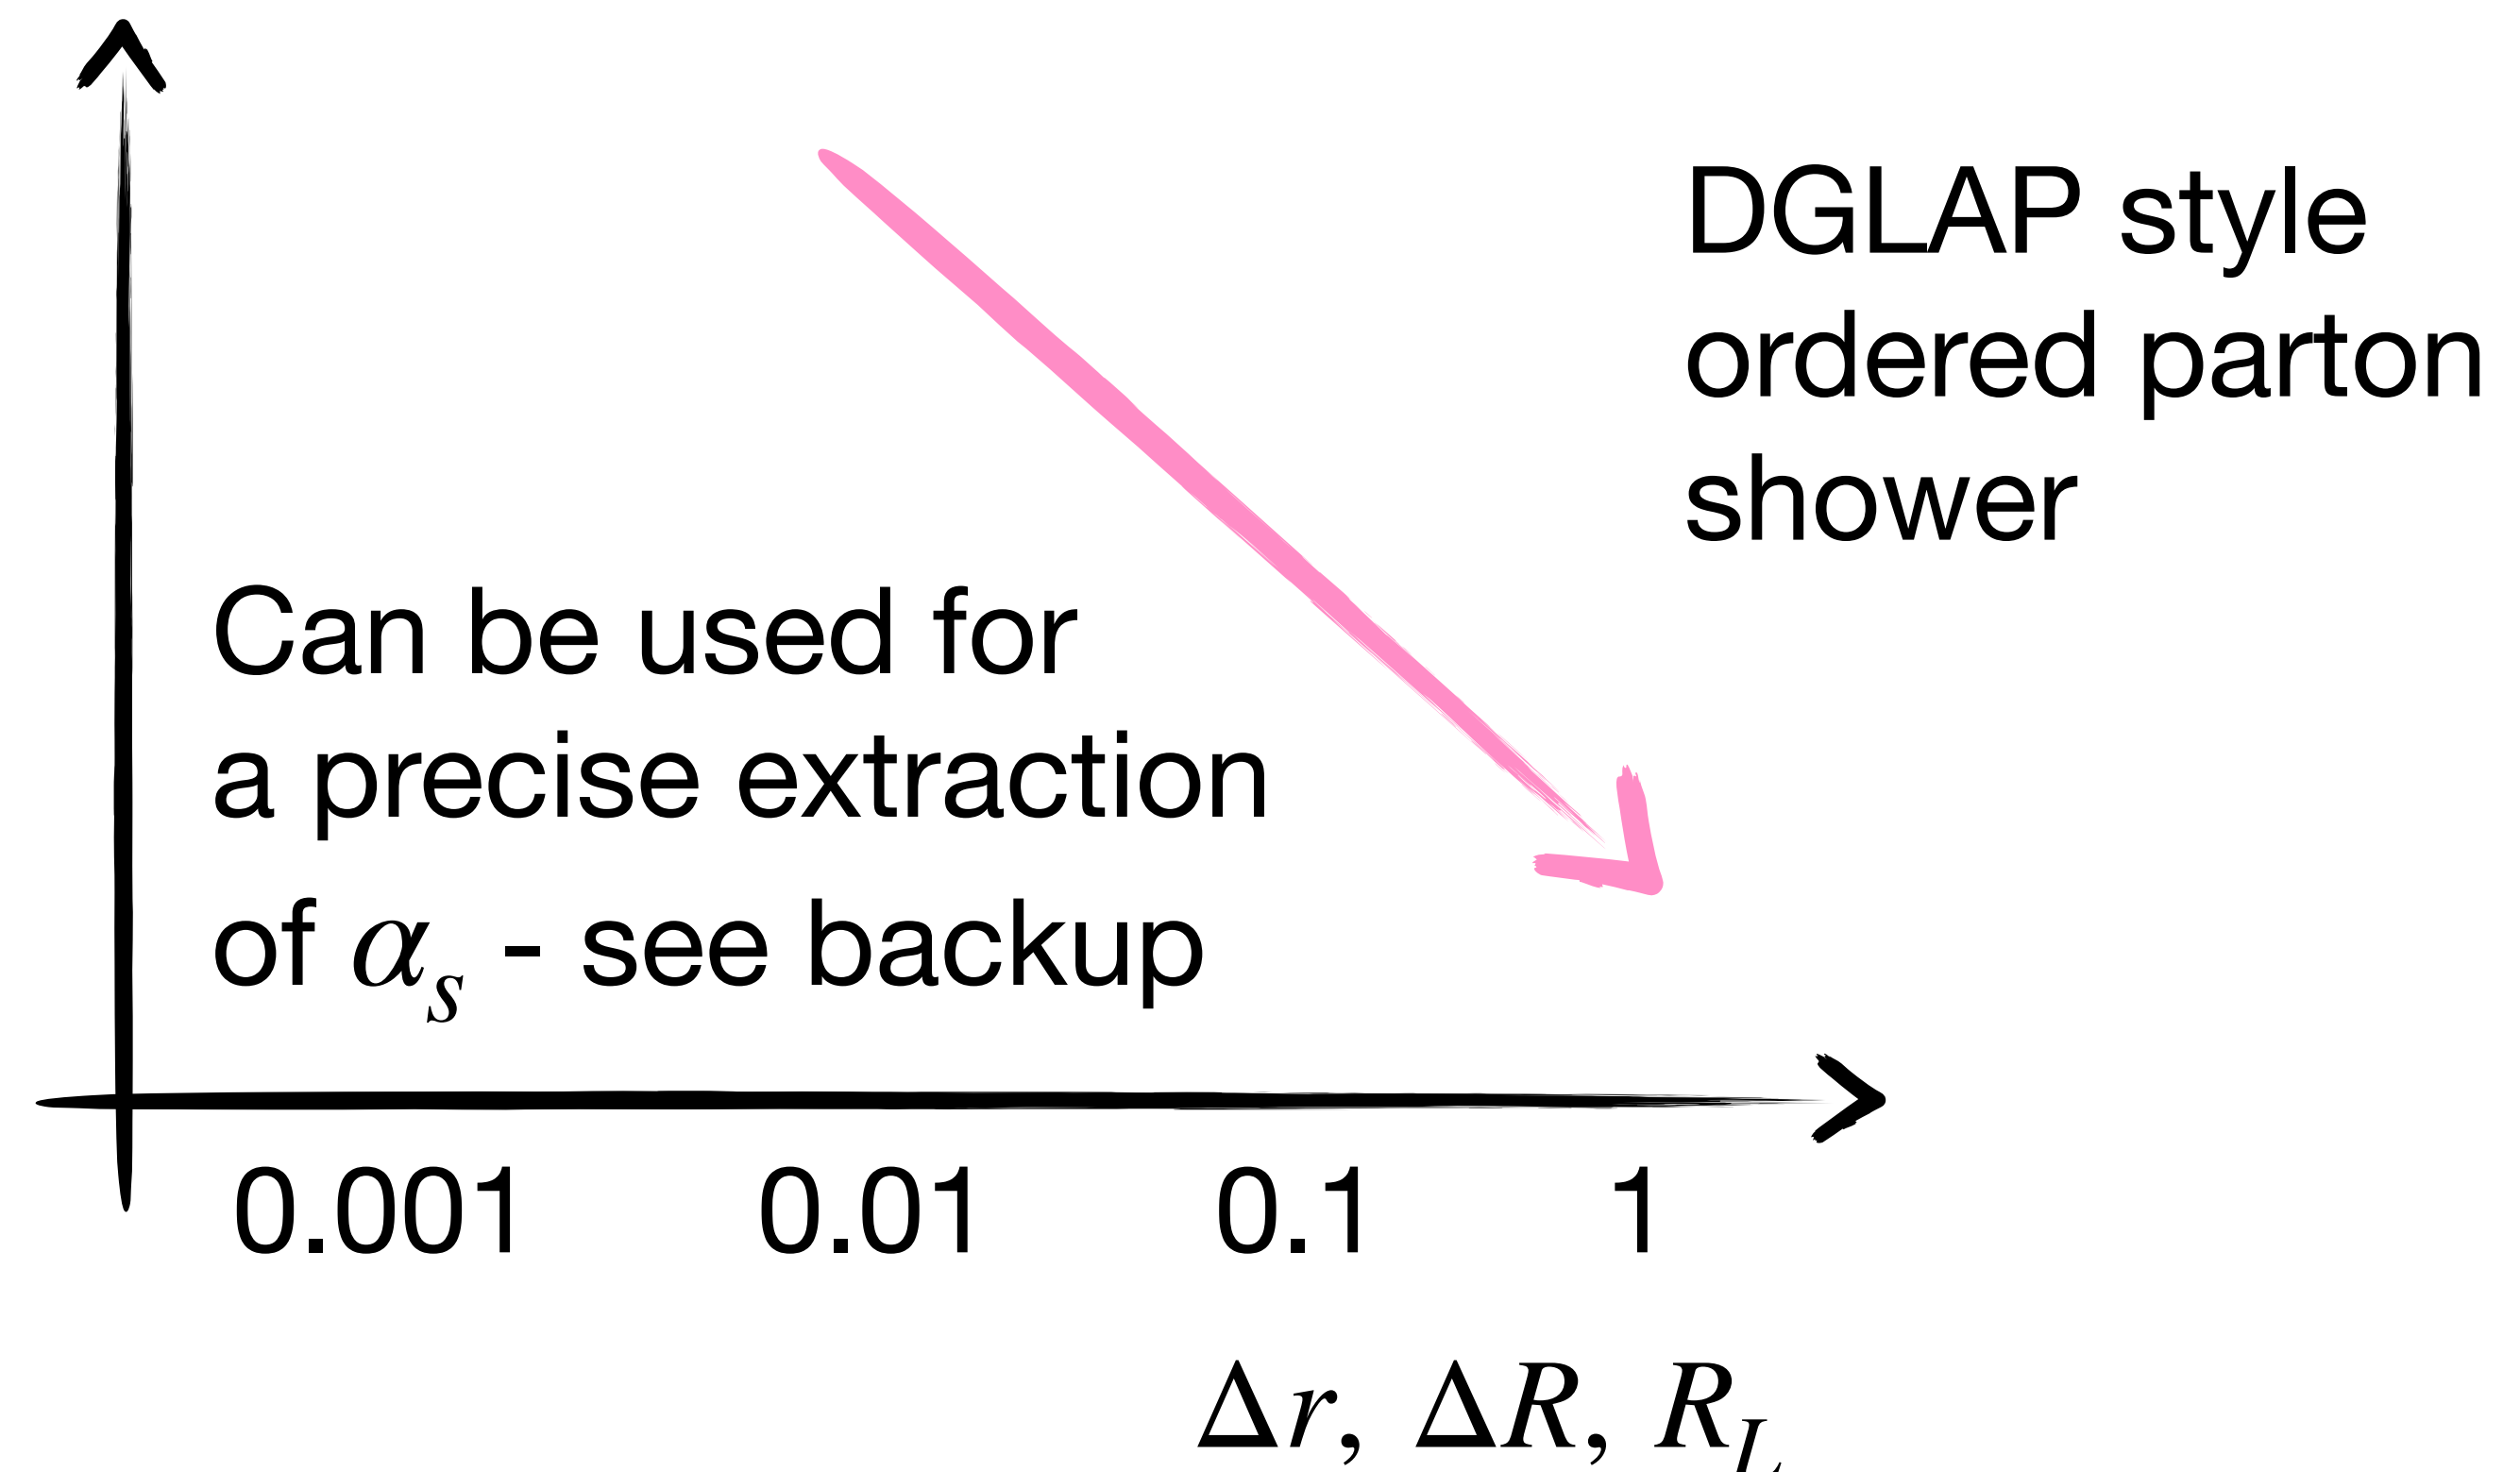 DGLAP style
ordered parton
shower
Can be used for
a precise extraction
of αₛ - see backup
0.001 0.01 0.1 1
Δr, ΔR, R_L